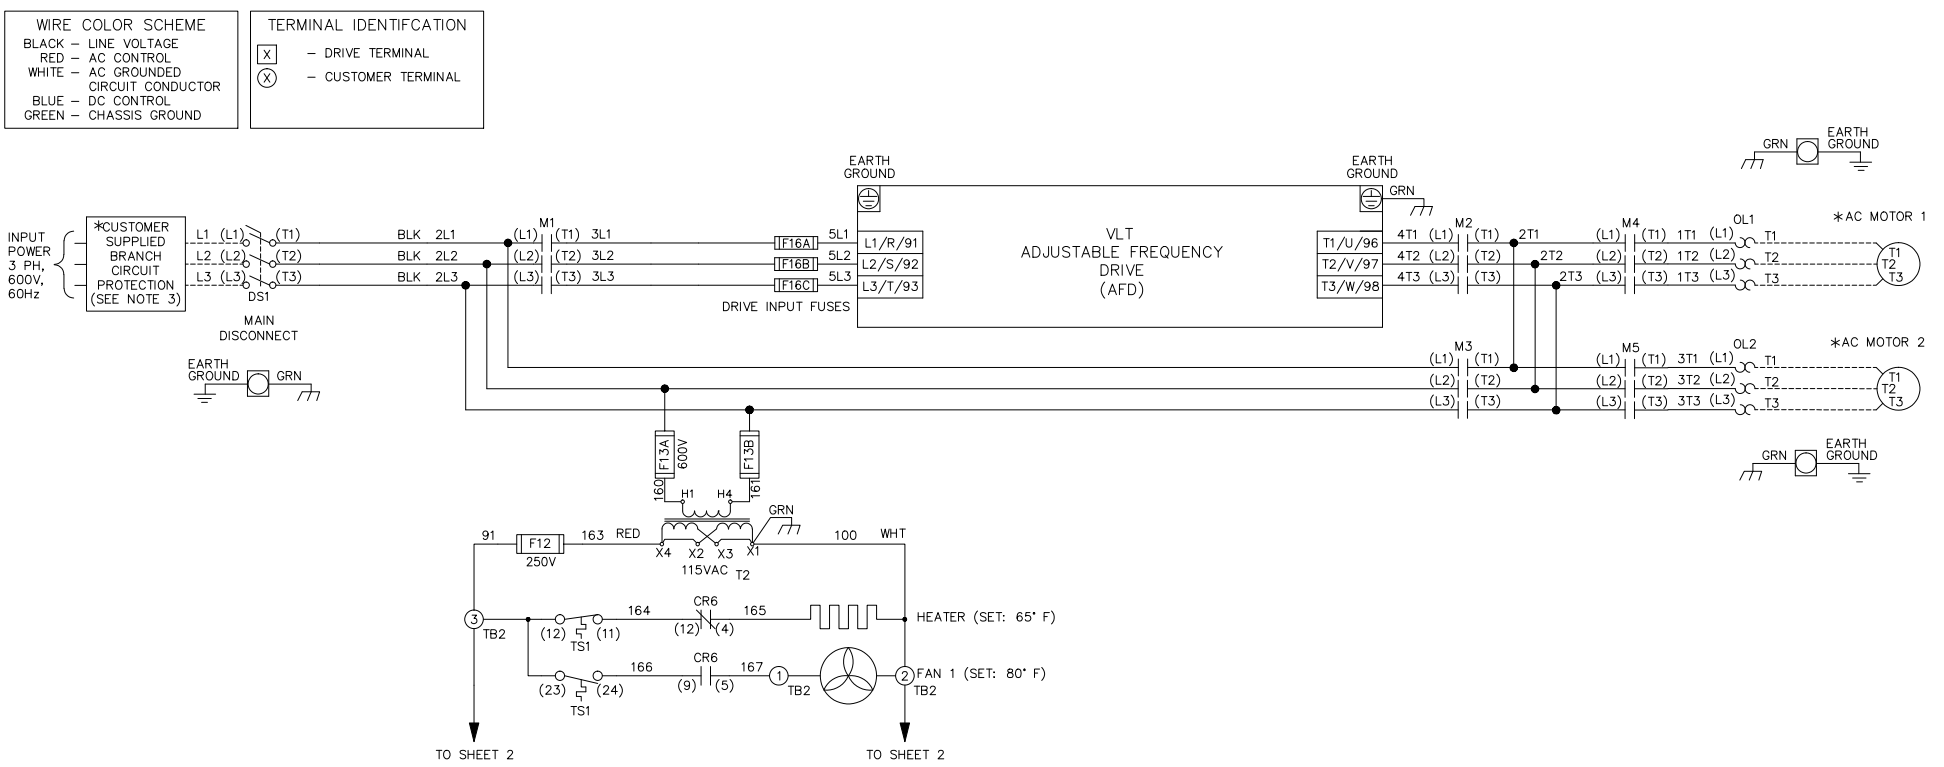 WIRE COLOR SCHEME
BLACK – LINE VOLTAGE
RED – AC CONTROL
WHITE – AC GROUNDED
CIRCUIT CONDUCTOR
BLUE – DC CONTROL
GREEN – CHASSIS GROUND
TERMINAL IDENTIFCATION
X – DRIVE TERMINAL
X – CUSTOMER TERMINAL
INPUT
POWER
3 PH,
600V,
60Hz
*CUSTOMER
SUPPLIED
BRANCH
CIRCUIT
PROTECTION
(SEE NOTE 3)
L1 (L1) (T1) BLK 2L1 (L1) M1 (T1) 3L1 F16A 5L1 L1/R/91
L2 (L2) (T2) BLK 2L2 (L2) (T2) 3L2 F16B 5L2 L2/S/92
L3 (L3) (T3) BLK 2L3 (L3) (T3) 3L3 F16C 5L3 L3/T/93
DS1
MAIN
DISCONNECT
DRIVE INPUT FUSES
EARTH
GROUND
GRN
EARTH
GROUND
VLT
ADJUSTABLE FREQUENCY
DRIVE
(AFD)
EARTH
GROUND
GRN
T1/U/96 4T1 (L1) M2 (T1) 2T1 (L1) M4 (T1) 1T1 (L1) OL1 T1
T2/V/97 4T2 (L2) (T2) 2T2 (L2) (T2) 1T2 (L2) T2
T3/W/98 4T3 (L3) (T3) 2T3 (L3) (T3) 1T3 (L3) T3
GRN
EARTH
GROUND
*AC MOTOR 1
T1
T2
T3
(L1) M3 (T1) (L1) M5 (T1) 3T1 (L1) OL2 T1
(L2) (T2) (L2) (T2) 3T2 (L2) T2
(L3) (T3) (L3) (T3) 3T3 (L3) T3
*AC MOTOR 2
T1
T2
T3
GRN
EARTH
GROUND
F13A
600V
F13B
160
H1 H4
161
GRN
91 F12 163 RED
250V
X4 X2 X3 X1
115VAC T2
100 WHT
3 TB2
(12) TS1 (11) 164 CR6 (12) (4) 165
HEATER (SET: 65° F)
(23) TS1 (24) 166 CR6 (9) (5) 167 1 TB2
2 TB2
FAN 1 (SET: 80° F)
TO SHEET 2
TO SHEET 2